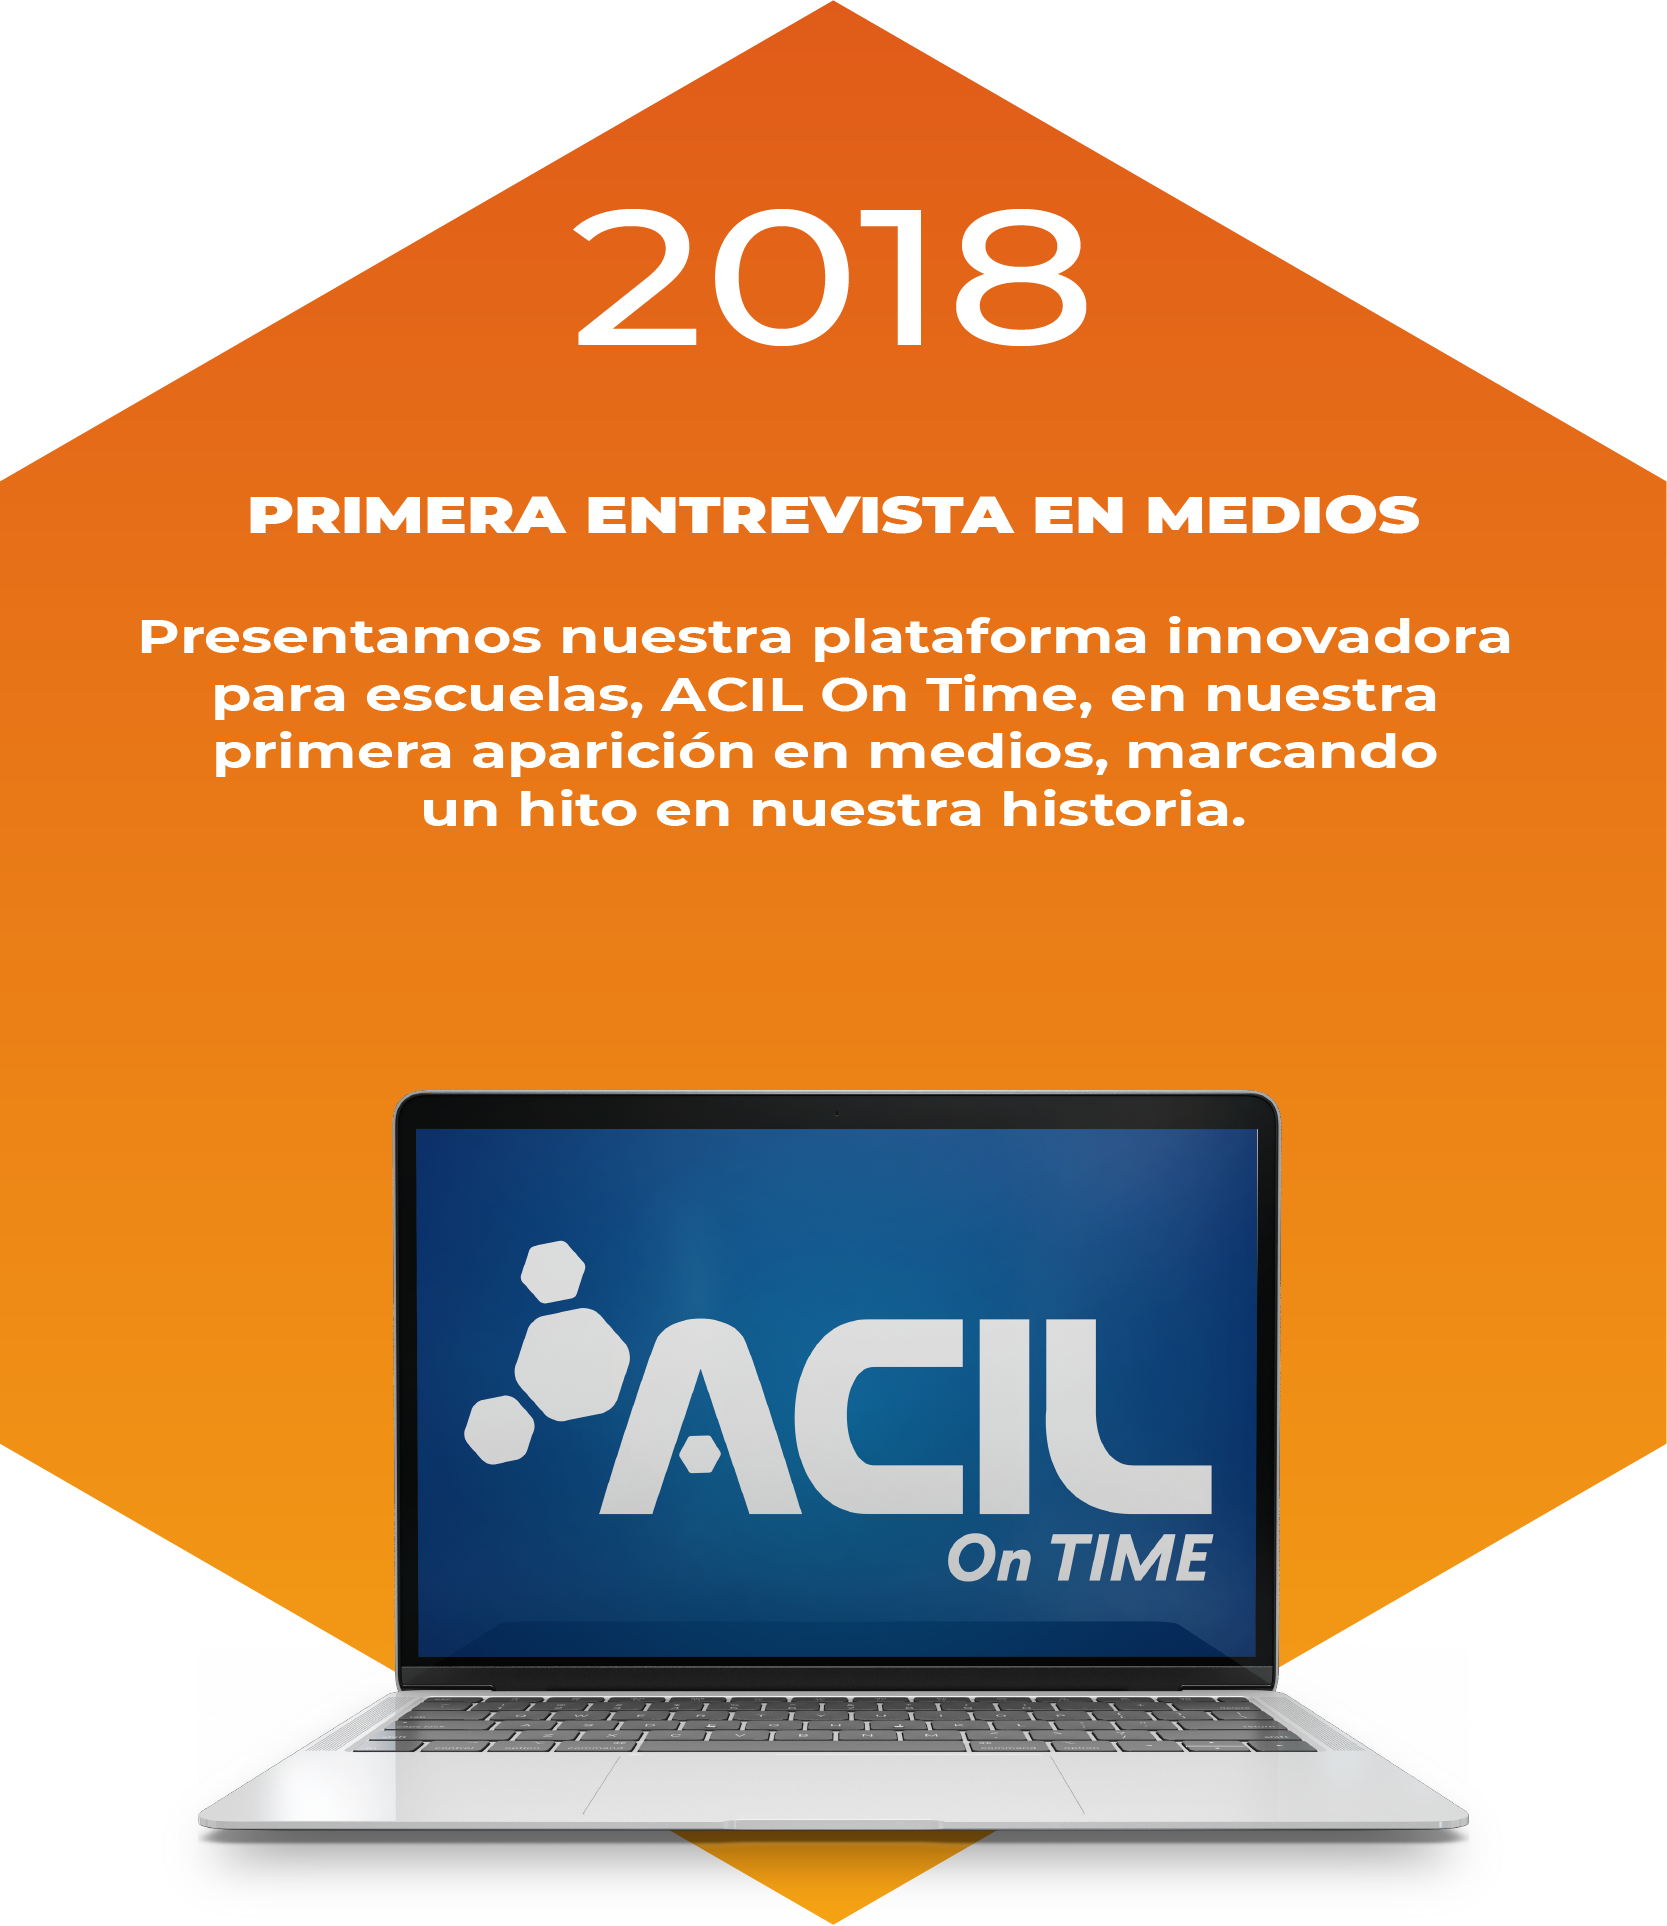 2018
PRIMERA ENTREVISTA EN MEDIOS
Presentamos nuestra plataforma innovadora
para escuelas, ACIL On Time, en nuestra
primera aparición en medios, marcando
un hito en nuestra historia.
ACIL
On TIME